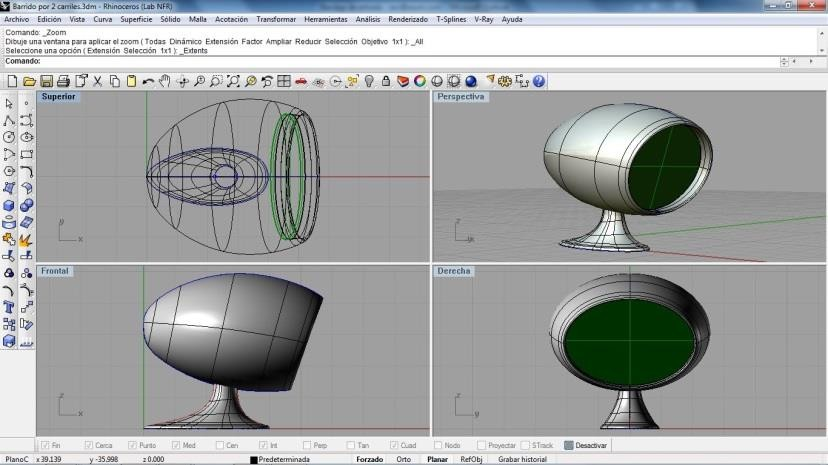 Barrido por 2 carriles.3dm - Rhinoceros (Lab NFR)
Archivo Edición Vista Curva Superficie Sólido Malla Acotación Transformar Herramientas Análisis Renderizado T-Splines V-Ray Ayuda
Comando: _Zoom
Dibuje una ventana para aplicar el zoom ( Todas Dinámico Extensión Factor Ampliar Reducir Selección Objetivo 1x1 ): _All
Seleccione una opción ( Extensión Selección 1x1 ): _Extents
Comando:
Superior
Perspectiva
y
x
z
x
Frontal
Derecha
z
x
z
y
Fin Cerca Punto Med Cen Int Perp Tan Cuad Nodo Proyectar STrack Desactivar
PlanoC x 39.139 y -35.998 z 0.000 Predeterminada Forzado Orto Planar RefObj Grabar historial